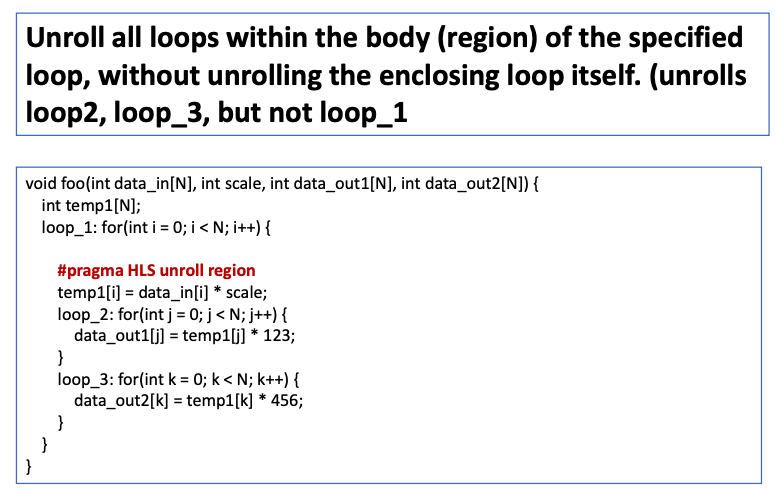 Unroll all loops within the body (region) of the specified
loop, without unrolling the enclosing loop itself. (unrolls
loop2, loop_3, but not loop_1
void foo(int data_in[N], int scale, int data_out1[N], int data_out2[N]) {
int temp1[N];
loop_1: for(int i = 0; i < N; i++) {
#pragma HLS unroll region
temp1[i] = data_in[i] * scale;
loop_2: for(int j = 0; j < N; j++) {
data_out1[j] = temp1[j] * 123;
}
loop_3: for(int k = 0; k < N; k++) {
data_out2[k] = temp1[k] * 456;
}
}
}